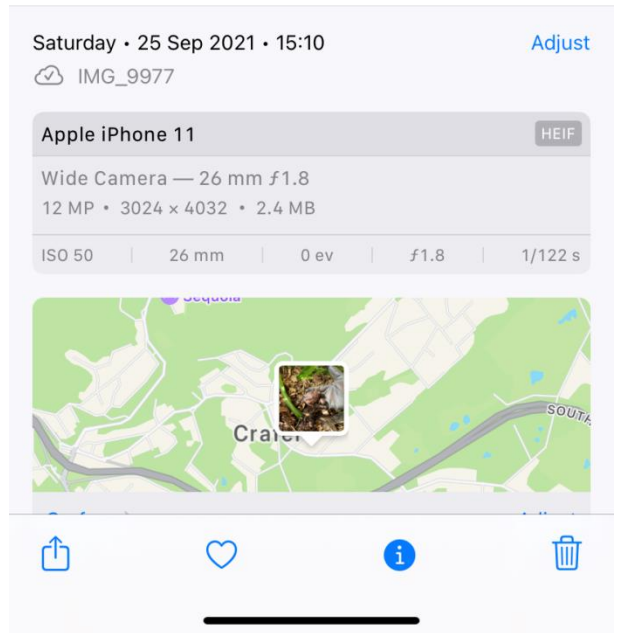 Saturday • 25 Sep 2021 • 15:10
Adjust
IMG_9977
Apple iPhone 11
HEIF
Wide Camera — 26 mm ƒ1.8
12 MP • 3024 × 4032 • 2.4 MB
ISO 50 26 mm 0 ev ƒ1.8 1/122 s
Sequoia